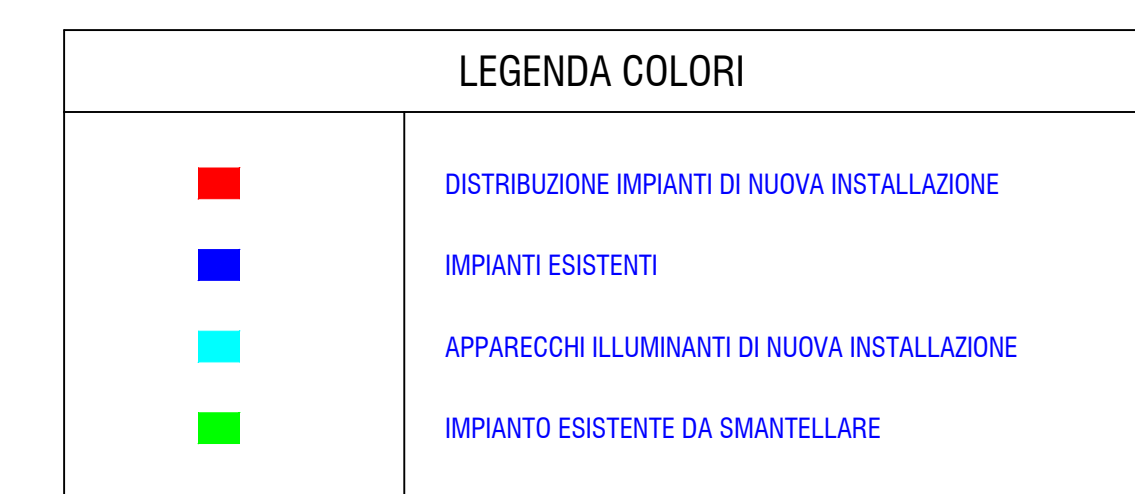 LEGENDA COLORI
DISTRIBUZIONE IMPIANTI DI NUOVA INSTALLAZIONE
IMPIANTI ESISTENTI
APPARECCHI ILLUMINANTI DI NUOVA INSTALLAZIONE
IMPIANTO ESISTENTE DA SMANTELLARE